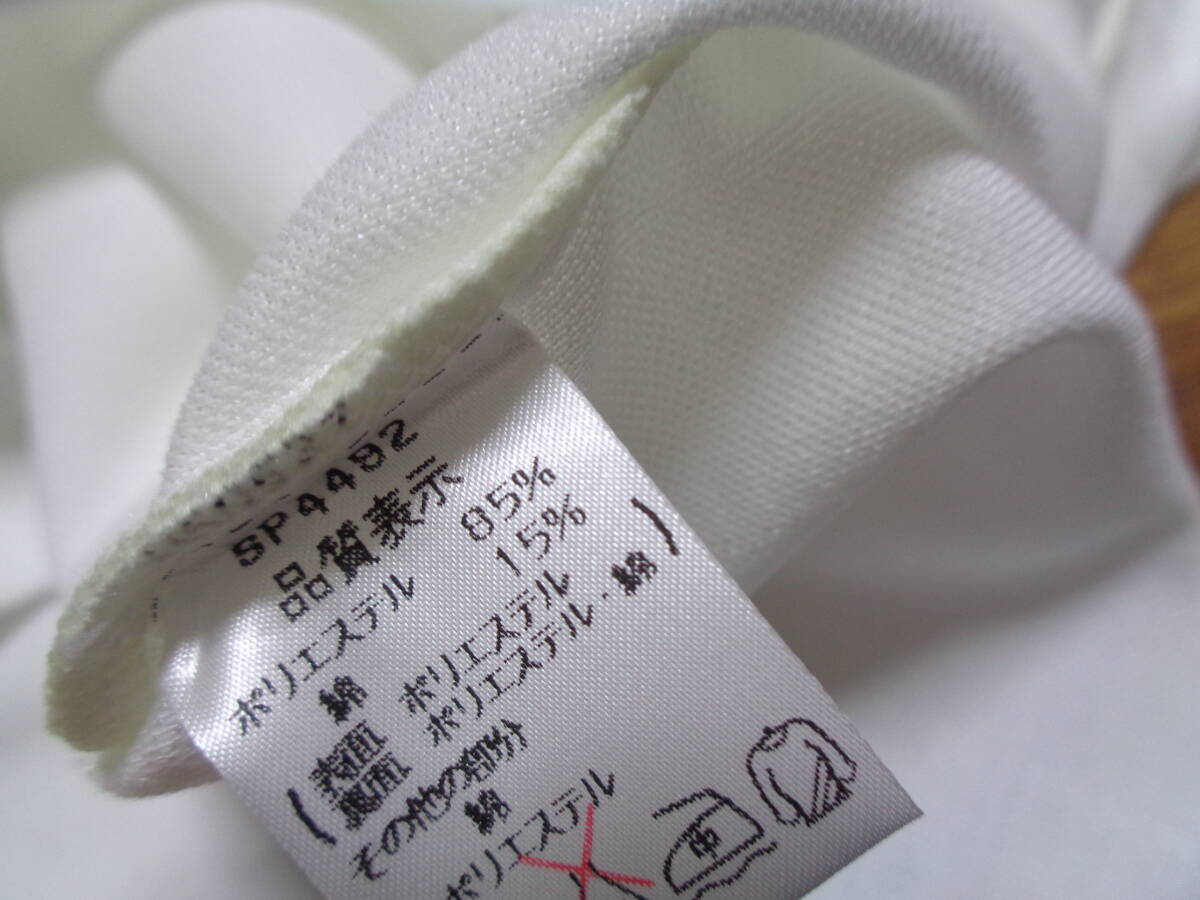 SP4492
品質表示
ポリエステル 85%
綿 15%
(表面 ポリエステル
裏面 ポリエステル・綿)
その他の部分
綿
ポリエステル
中